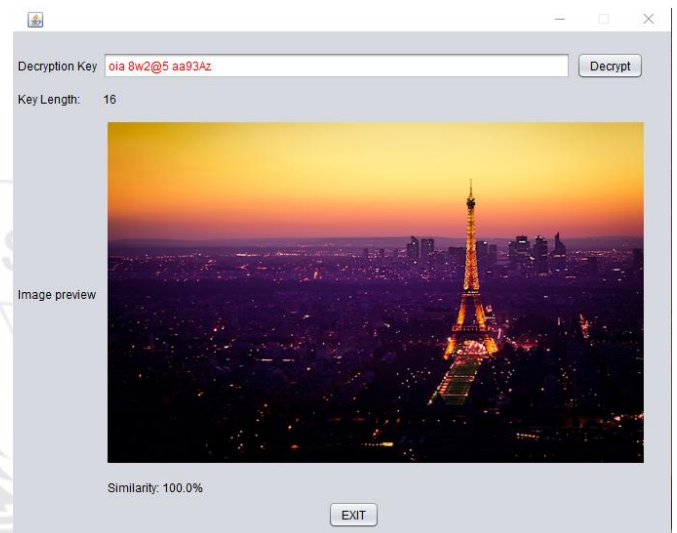 Decryption Key oia 8w2@5 aa93Az Decrypt
Key Length: 16
Image preview
Similarity: 100.0%
EXIT